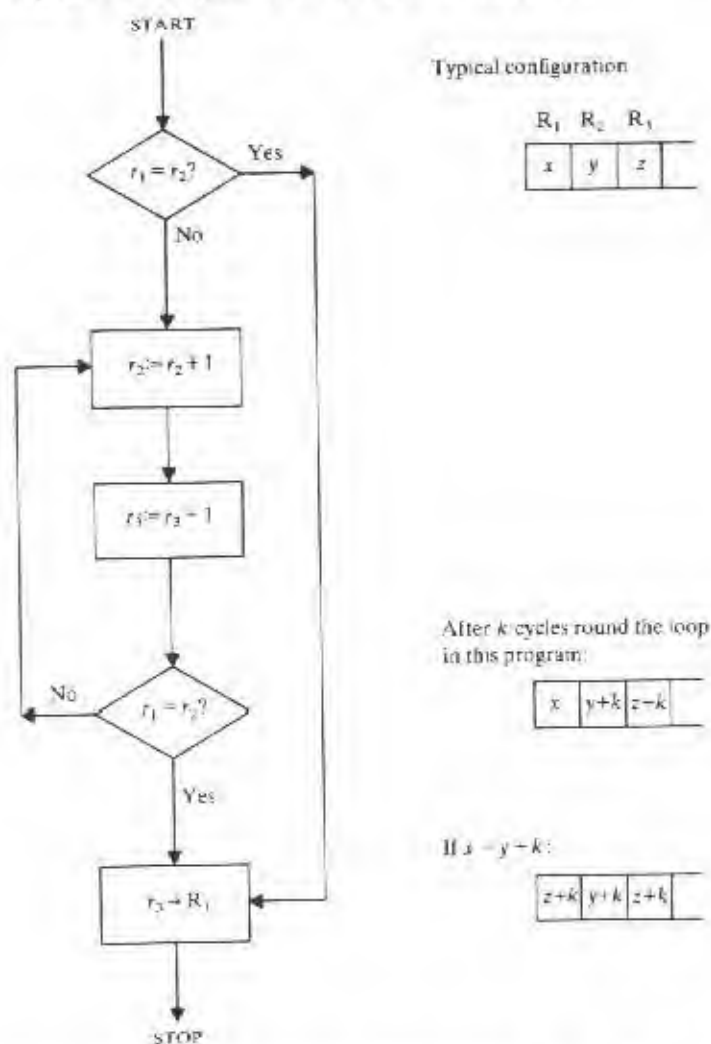 START
Typical configuration
R₁ R₂ R₃
x y z
r₁ = r₂?
Yes
No
r₂:= r₂ + 1
r₃:= r₃ + 1
After k cycles round the loop
in this program:
x y+k z+k
r₁ = r₂?
No
Yes
If x = y + k:
z+k y+k z+k
r₃ → R₁
STOP